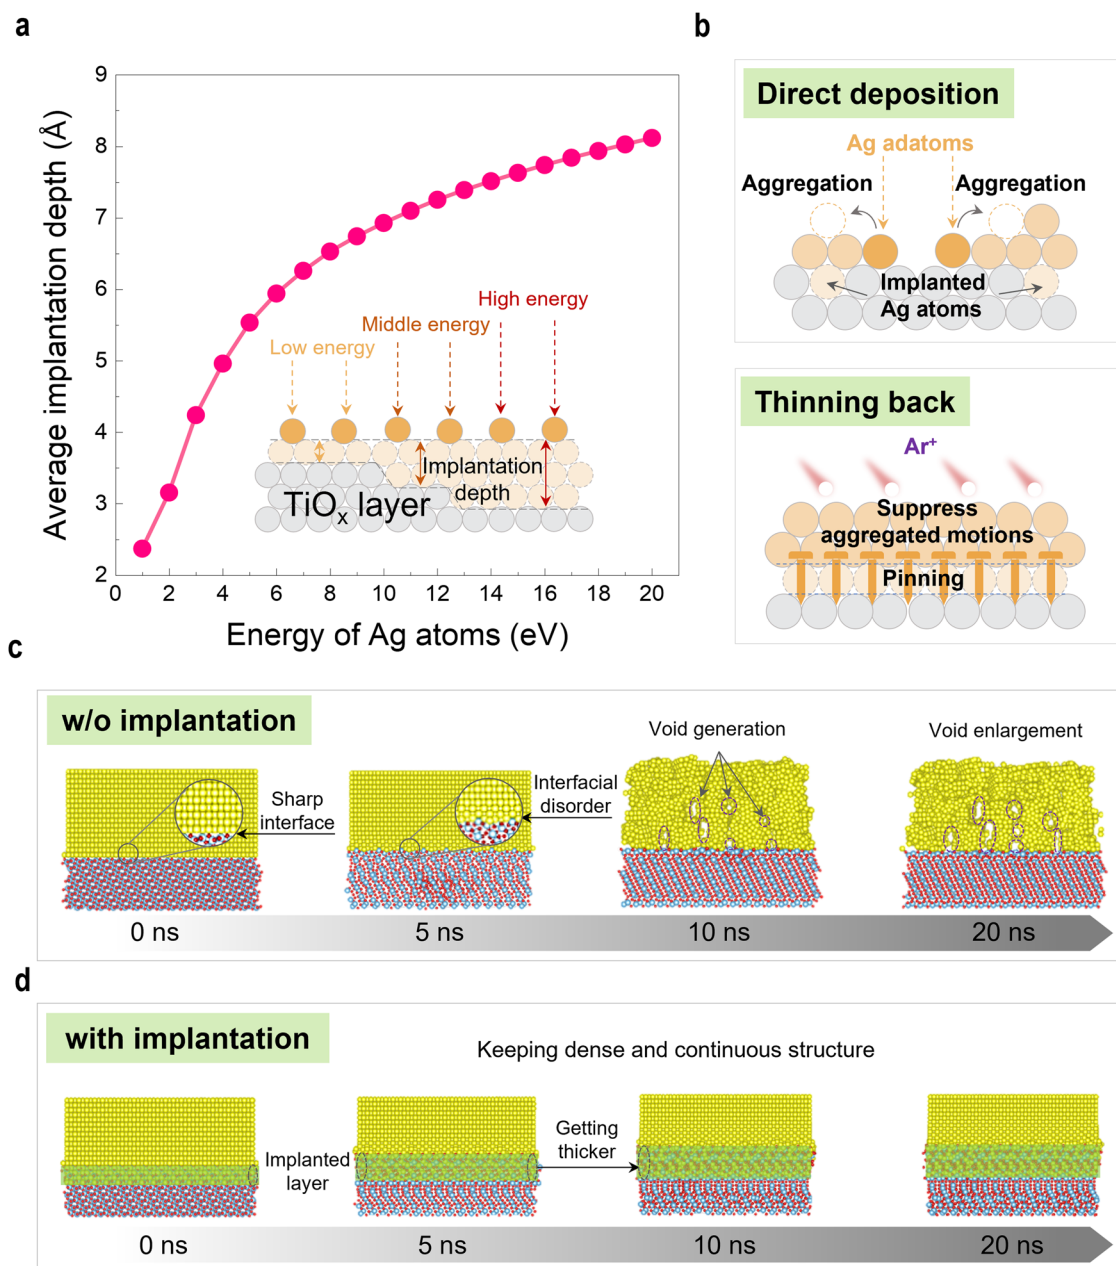 a
Average implantation depth (Å)
9
8
7
6
5
4
3
2
0
2
4
6
8
10
12
14
16
18
20
Energy of Ag atoms (eV)
Low energy
Middle energy
High energy
Implantation
depth
TiOx layer
b
Direct deposition
Ag adatoms
Aggregation
Aggregation
Implanted
Ag atoms
Thinning back
Ar+
Suppress
aggregated motions
Pinning
c
w/o implantation
Sharp
interface
Interfacial
disorder
Void generation
Void enlargement
0 ns
5 ns
10 ns
20 ns
d
with implantation
Keeping dense and continuous structure
Implanted
layer
Getting
thicker
0 ns
5 ns
10 ns
20 ns